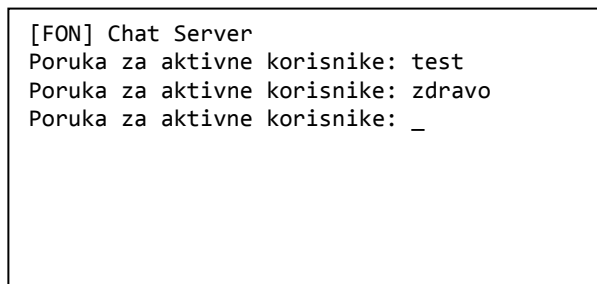 [FON] Chat Server
Poruka za aktivne korisnike: test
Poruka za aktivne korisnike: zdravo
Poruka za aktivne korisnike: _